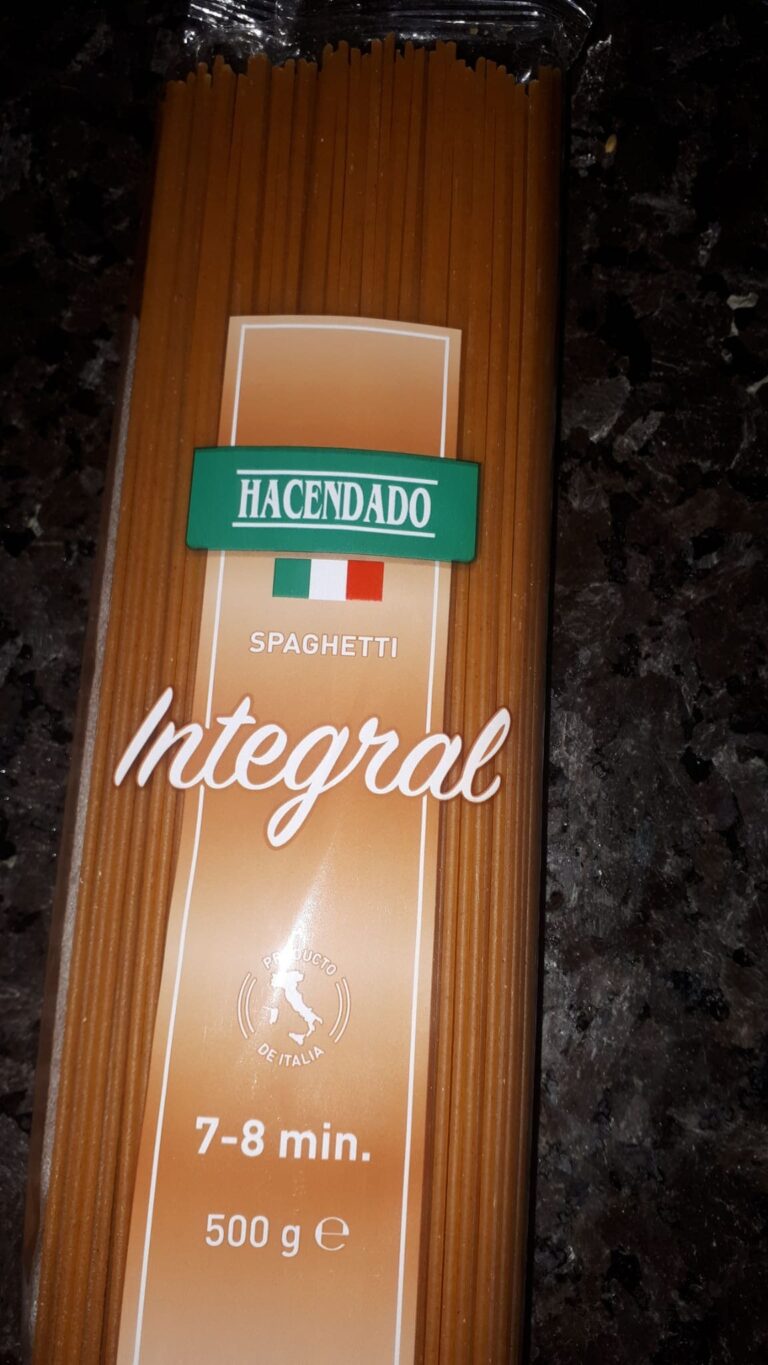 HACENDADO
SPAGHETTI
Integral
PRODUCTO
DE ITALIA
7-8 min.
500 g ℮